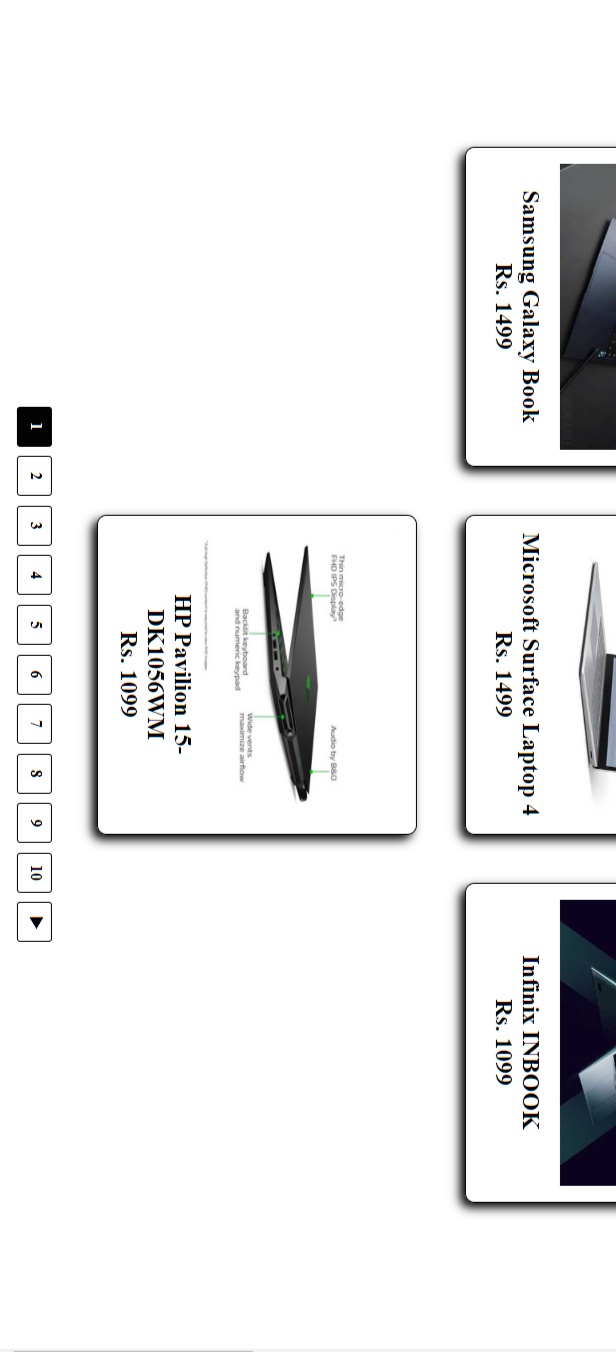 Samsung Galaxy Book
Rs. 1499
Microsoft Surface Laptop 4
Rs. 1499
Infinix INBOOK
Rs. 1099
Thin micro-edge
FHD IPS Display¹
Audio by B&O
Backlit keyboard
and numeric keypad
Wide vents
maximize airflow
HP Pavilion 15-
DK1056WM
Rs. 1099
1 2 3 4 5 6 7 8 9 10 ▶